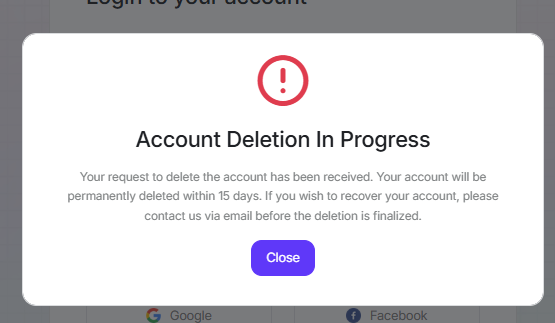 Login to your account
Account Deletion In Progress
Your request to delete the account has been received. Your account will be
permanently deleted within 15 days. If you wish to recover your account, please
contact us via email before the deletion is finalized.
Close
Google
Facebook